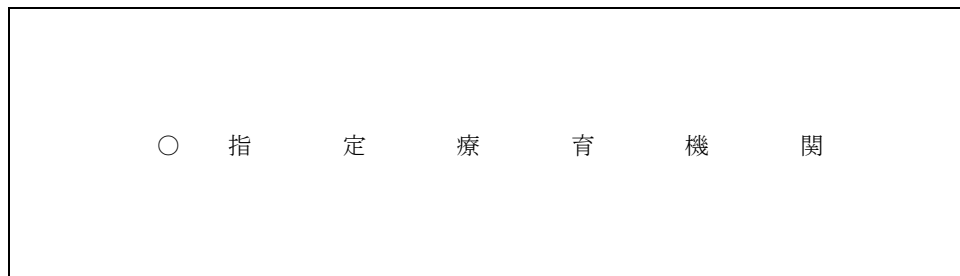 ○ 指 定 療 育 機 関